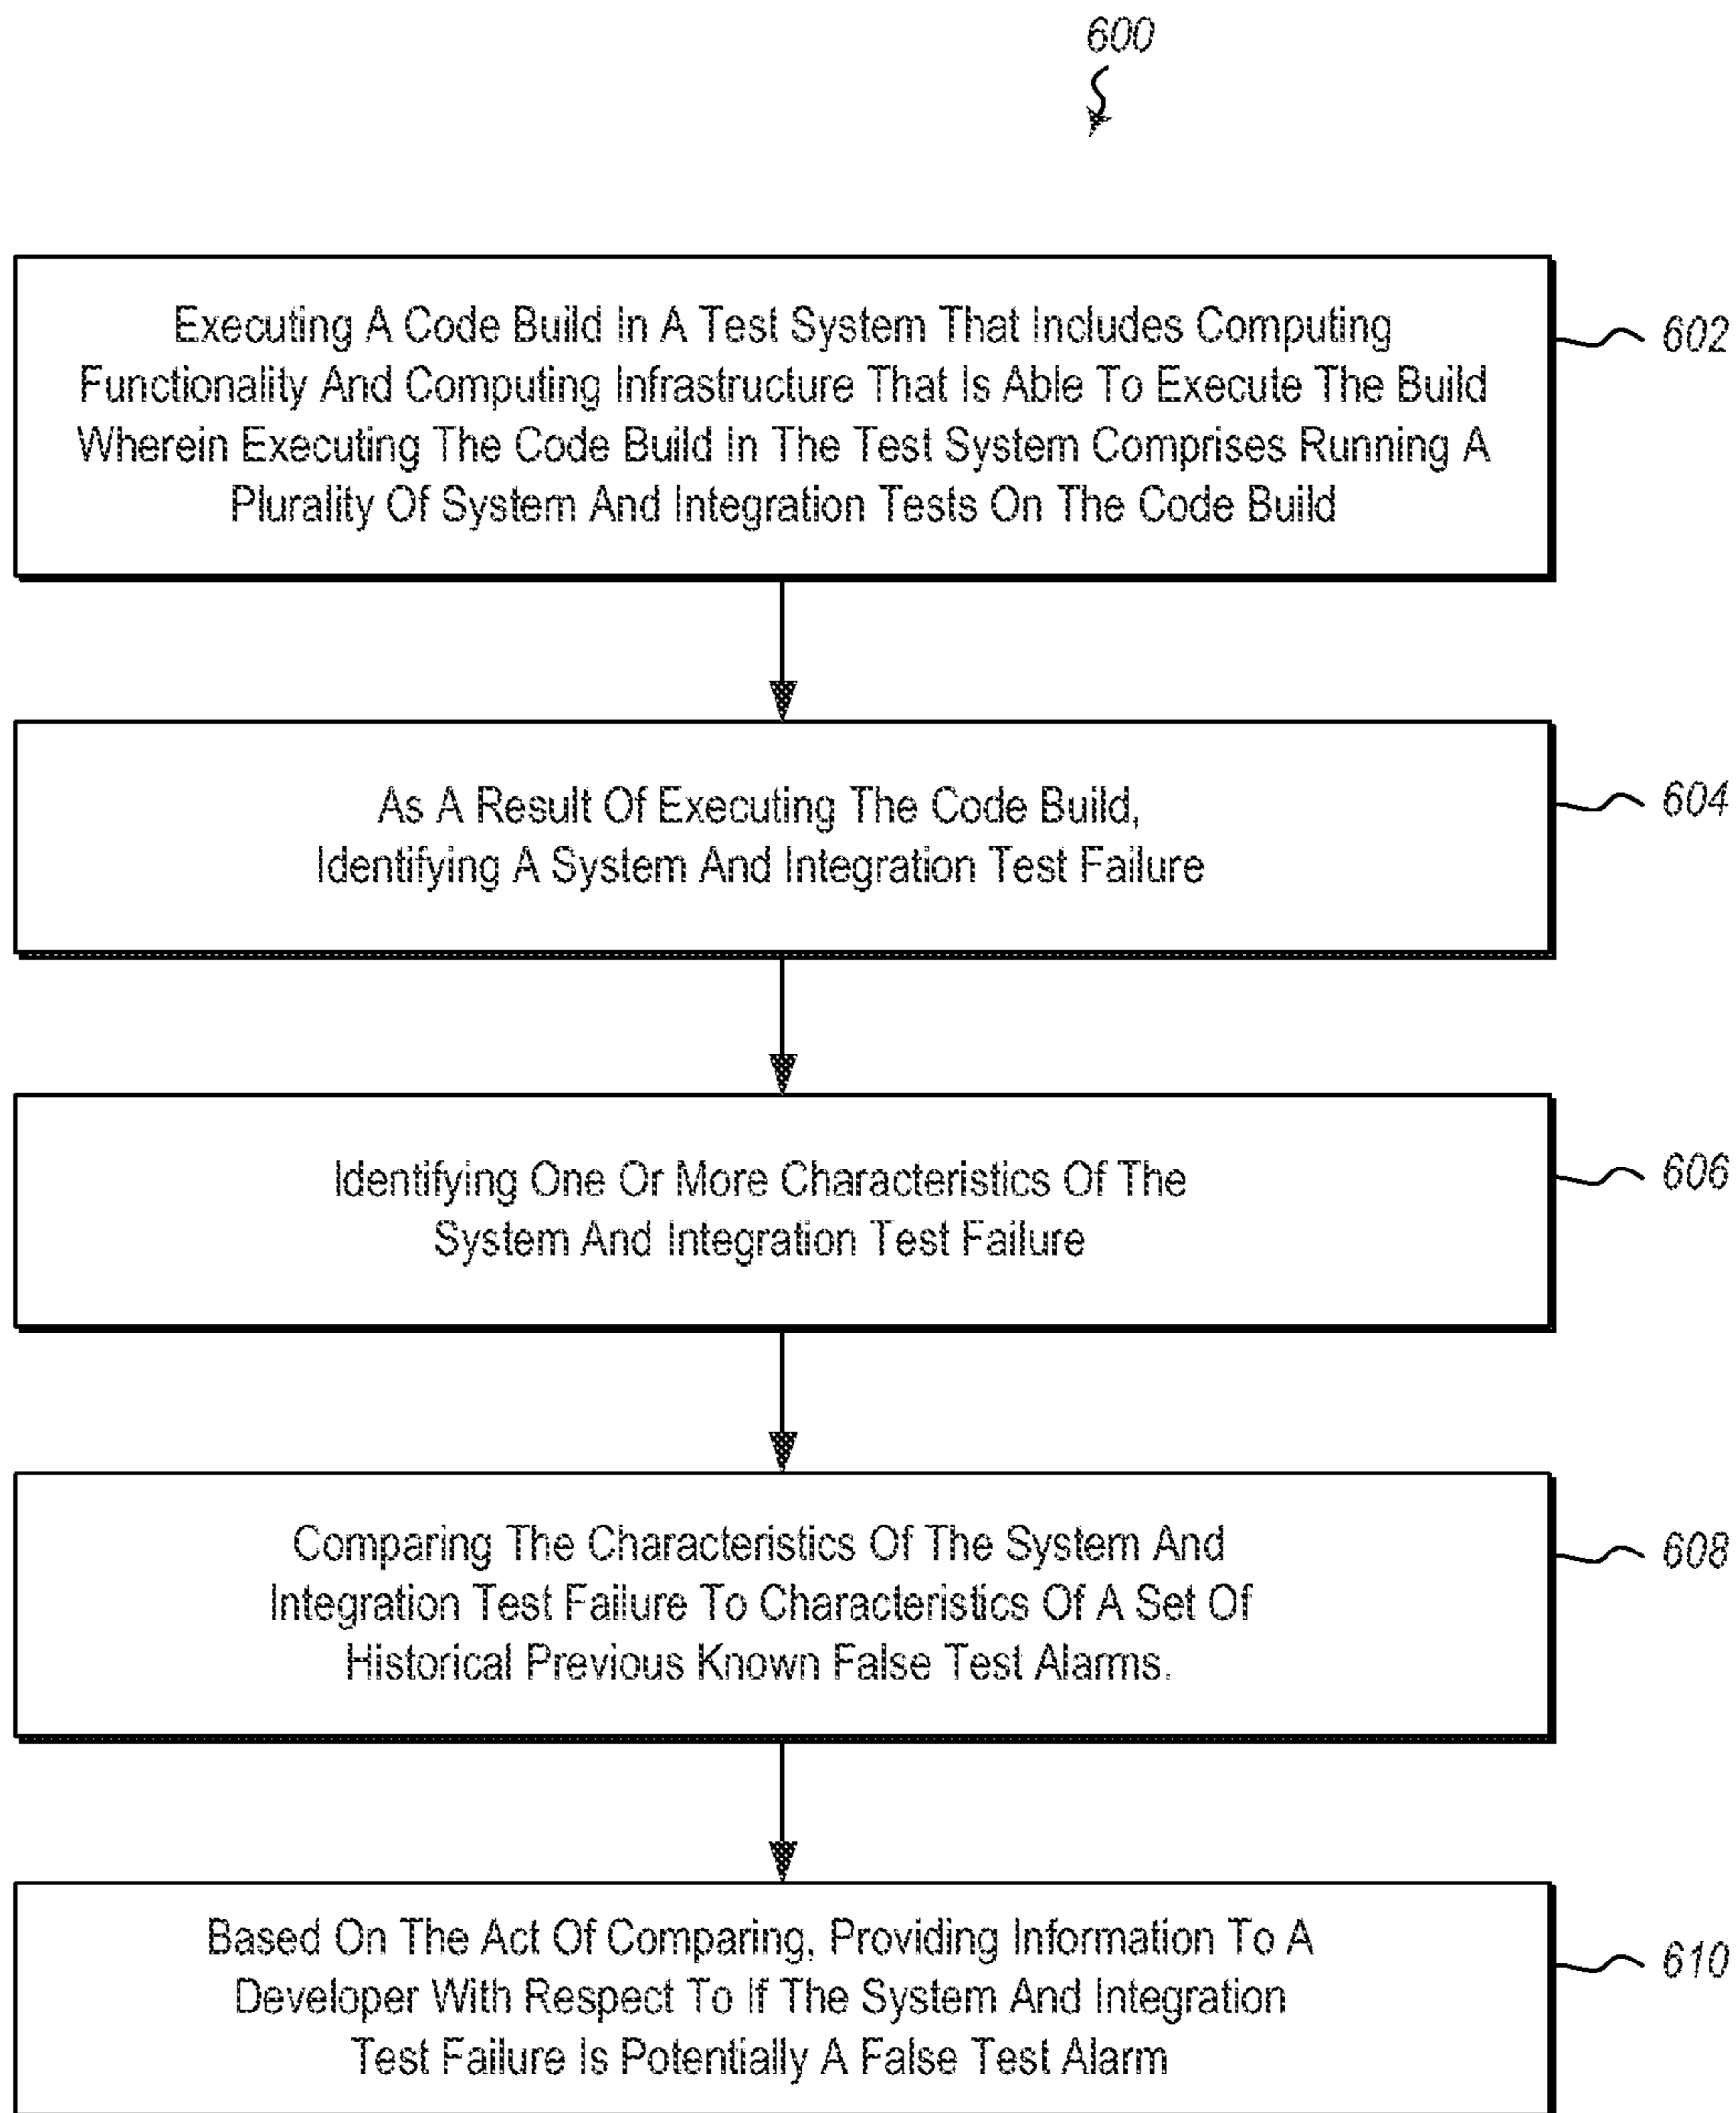 600
Executing A Code Build In A Test System That Includes Computing
Functionality And Computing Infrastructure That Is Able To Execute The Build
Wherein Executing The Code Build In The Test System Comprises Running A
Plurality Of System And Integration Tests On The Code Build
602
As A Result Of Executing The Code Build,
Identifying A System And Integration Test Failure
604
Identifying One Or More Characteristics Of The
System And Integration Test Failure
606
Comparing The Characteristics Of The System And
Integration Test Failure To Characteristics Of A Set Of
Historical Previous Known False Test Alarms.
608
Based On The Act Of Comparing, Providing Information To A
Developer With Respect To If The System And Integration
Test Failure Is Potentially A False Test Alarm
610